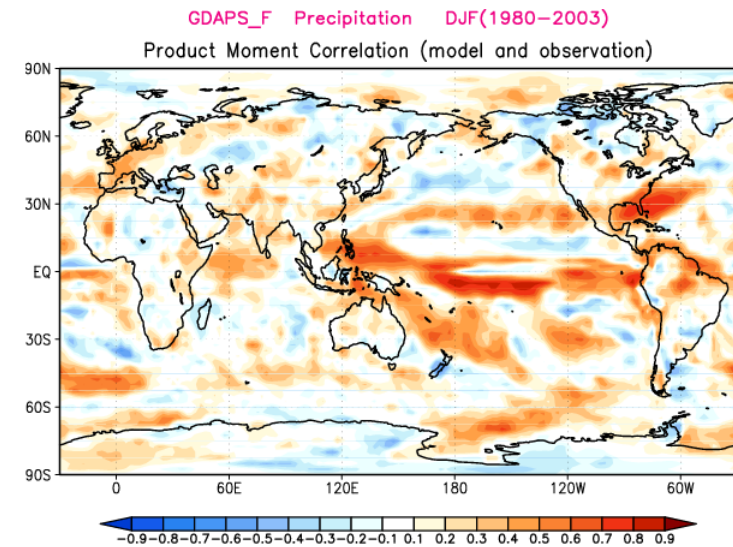 GDAPS_F Precipitation DJF(1980-2003)
Product Moment Correlation (model and observation)
90N
60N
30N
EQ
30S
60S
90S
0 60E 120E 180 120W 60W
-0.9 -0.8 -0.7 -0.6 -0.5 -0.4 -0.3 -0.2 -0.1 0.1 0.2 0.3 0.4 0.5 0.6 0.7 0.8 0.9